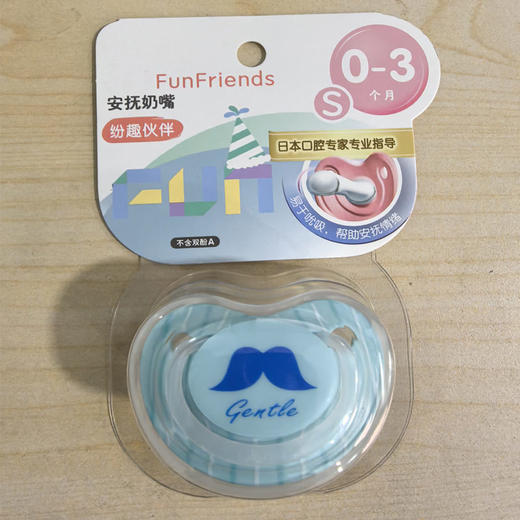 FunFriends
安抚奶嘴
纷趣伙伴
0-3
个月
S
日本口腔专家专业指导
易于吮吸，帮助安抚情绪
FUN
不含双酚A
Gentle